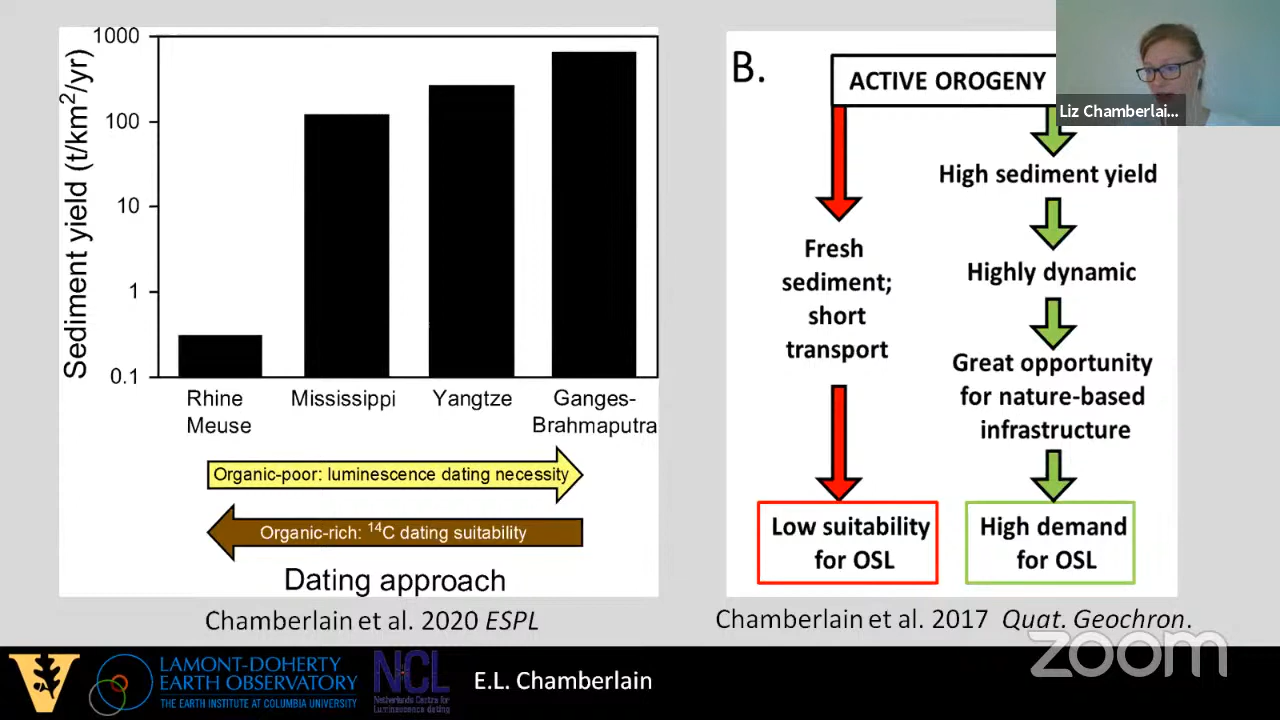 Sediment yield (t/km²/yr)
1000
100
10
1
0.1
Rhine
Meuse
Mississippi
Yangtze
Ganges-
Brahmaputra
Organic-poor: luminescence dating necessity
Organic-rich: ¹⁴C dating suitability
Dating approach
Chamberlain et al. 2020 ESPL
B.
ACTIVE OROGENY
Liz Chamberlai...
High sediment yield
Highly dynamic
Great opportunity
for nature-based
infrastructure
High demand
for OSL
Fresh
sediment;
short
transport
Low suitability
for OSL
Chamberlain et al. 2017 Quat. Geochron.
zoom
LAMONT-DOHERTY
EARTH OBSERVATORY
THE EARTH INSTITUTE AT COLUMBIA UNIVERSITY
NCL
Netherlands Centre for
Luminescence dating
E.L. Chamberlain